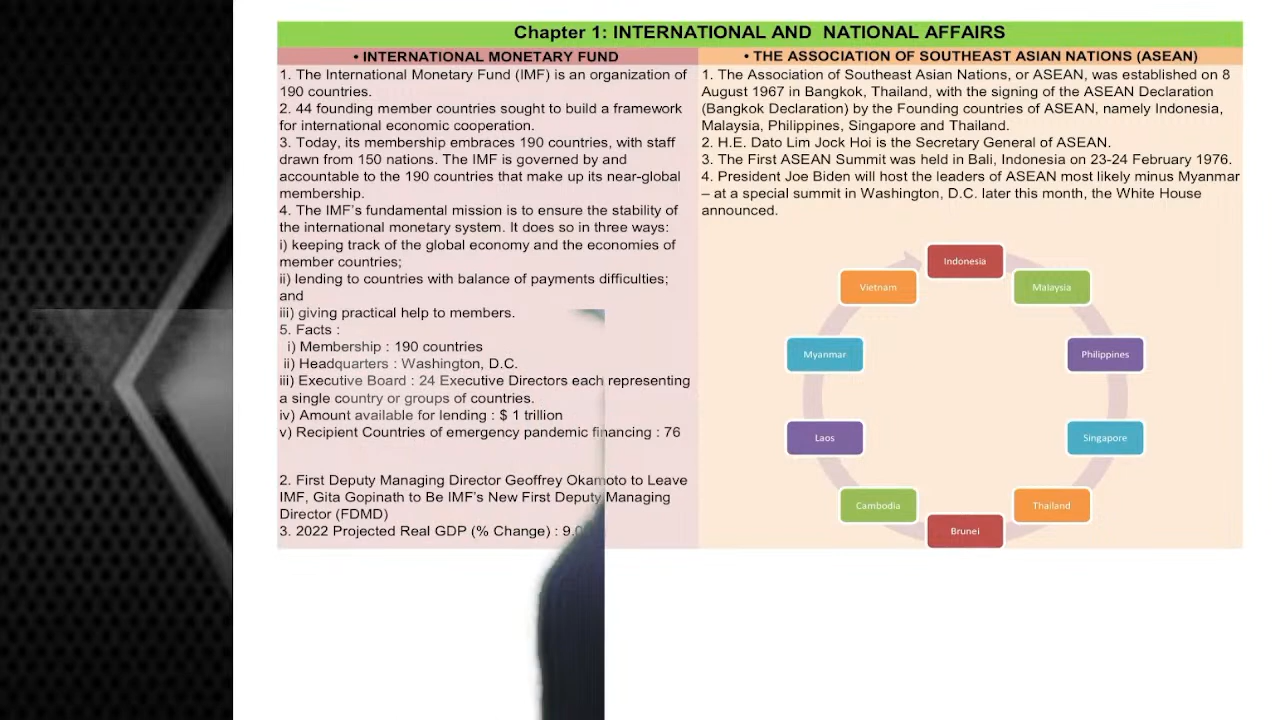 Chapter 1: INTERNATIONAL AND NATIONAL AFFAIRS
• INTERNATIONAL MONETARY FUND
1. The International Monetary Fund (IMF) is an organization of
190 countries.
2. 44 founding member countries sought to build a framework
for international economic cooperation.
3. Today, its membership embraces 190 countries, with staff
drawn from 150 nations. The IMF is governed by and
accountable to the 190 countries that make up its near-global
membership.
4. The IMF's fundamental mission is to ensure the stability of
the international monetary system. It does so in three ways:
i) keeping track of the global economy and the economies of
member countries;
ii) lending to countries with balance of payments difficulties;
and
iii) giving practical help to members.
5. Facts :
i) Membership : 190 countries
ii) Headquarters : Washington, D.C.
iii) Executive Board : 24 Executive Directors each representing
a single country or groups of countries.
iv) Amount available for lending : $ 1 trillion
v) Recipient Countries of emergency pandemic financing : 76
2. First Deputy Managing Director Geoffrey Okamoto to Leave
IMF, Gita Gopinath to Be IMF's New First Deputy Managing
Director (FDMD)
3. 2022 Projected Real GDP (% Change) :
• THE ASSOCIATION OF SOUTHEAST ASIAN NATIONS (ASEAN)
1. The Association of Southeast Asian Nations, or ASEAN, was established on 8
August 1967 in Bangkok, Thailand, with the signing of the ASEAN Declaration
(Bangkok Declaration) by the Founding countries of ASEAN, namely Indonesia,
Malaysia, Philippines, Singapore and Thailand.
2. H.E. Dato Lim Jock Hoi is the Secretary General of ASEAN.
3. The First ASEAN Summit was held in Bali, Indonesia on 23-24 February 1976.
4. President Joe Biden will host the leaders of ASEAN most likely minus Myanmar
– at a special summit in Washington, D.C. later this month, the White House
announced.
Indonesia
Malaysia
Philippines
Singapore
Thailand
Brunei
Cambodia
Laos
Myanmar
Vietnam